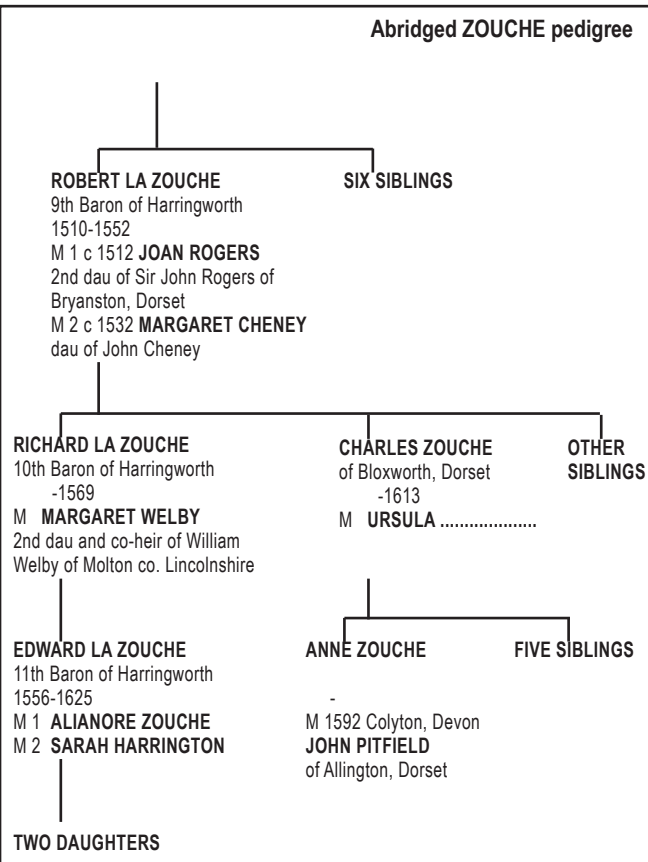 Abridged ZOUCHE pedigree
ROBERT LA ZOUCHE
9th Baron of Harringworth
1510-1552
M 1 c 1512 JOAN ROGERS
2nd dau of Sir John Rogers of
Bryanston, Dorset
M 2 c 1532 MARGARET CHENEY
dau of John Cheney
SIX SIBLINGS
RICHARD LA ZOUCHE
10th Baron of Harringworth
-1569
M MARGARET WELBY
2nd dau and co-heir of William
Welby of Molton co. Lincolnshire
CHARLES ZOUCHE
of Bloxworth, Dorset
-1613
M URSULA ....................
OTHER
SIBLINGS
EDWARD LA ZOUCHE
11th Baron of Harringworth
1556-1625
M 1 ALIANORE ZOUCHE
M 2 SARAH HARRINGTON
ANNE ZOUCHE
-
M 1592 Colyton, Devon
JOHN PITFIELD
of Allington, Dorset
FIVE SIBLINGS
TWO DAUGHTERS